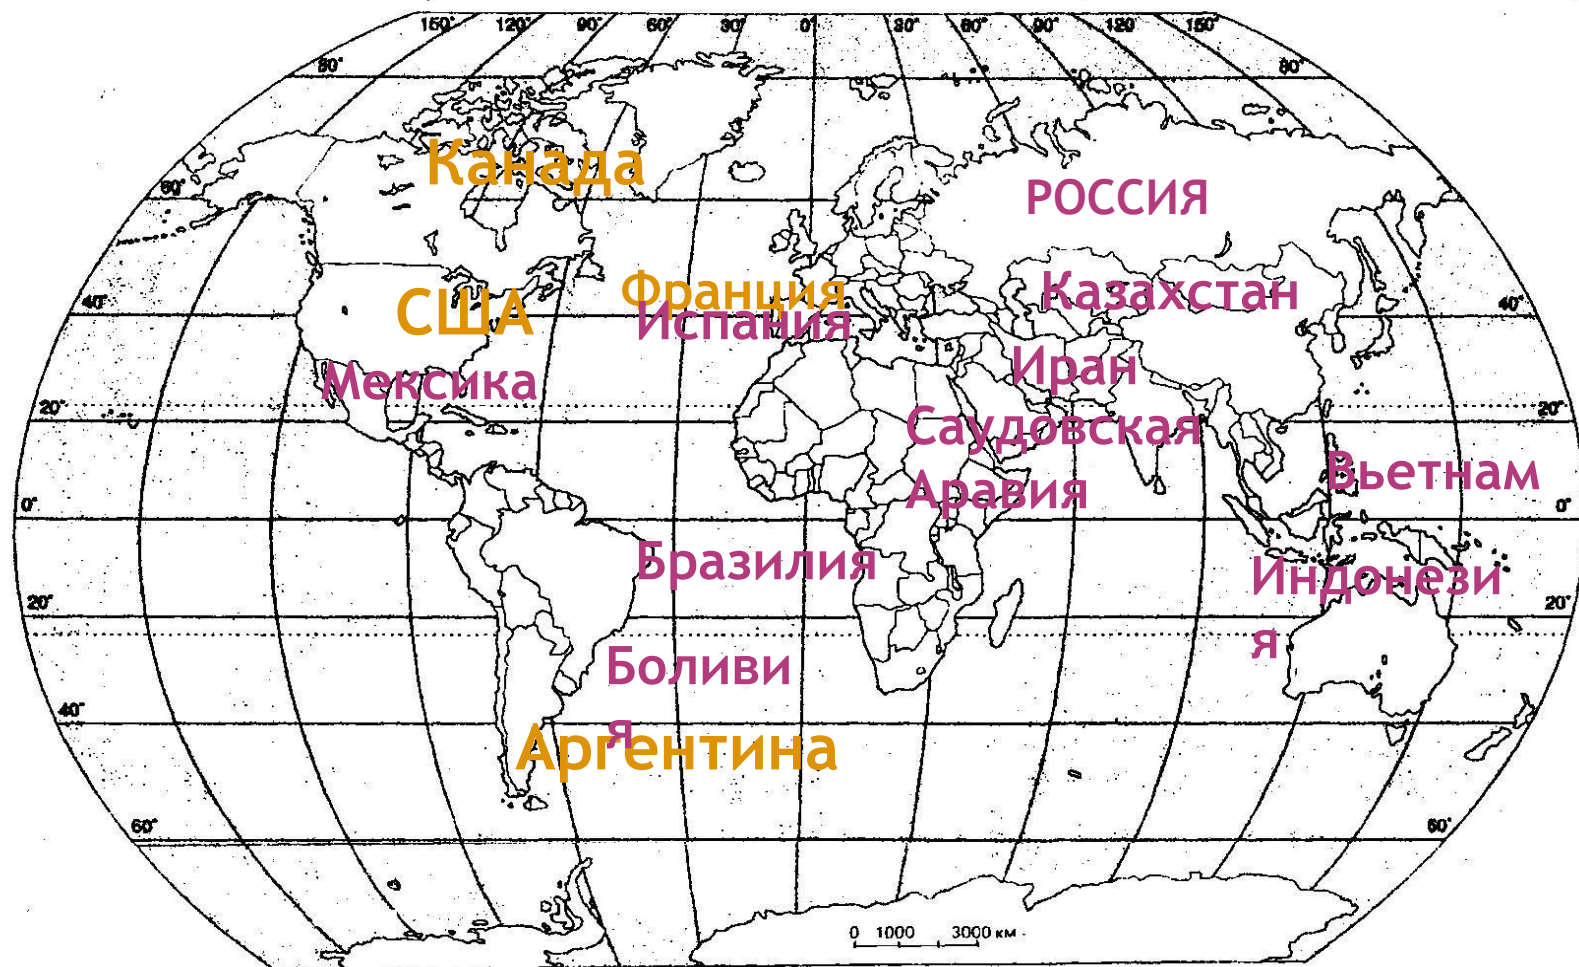 150° 120° 90° 60° 30° 0° 30° 60° 90° 120 150°
80° 80°
Канада
60°
РОССИЯ
Франция
Казахстан
40° США 40°
Испания
Иран
Мексика
20° 20°
Саудовская
Вьетнам
Аравия
0° 0°
Бразилия
Индонези
я
20° 20°
Боливи
я
40°
Аргентина
60° 60°
0 1000 3000 км